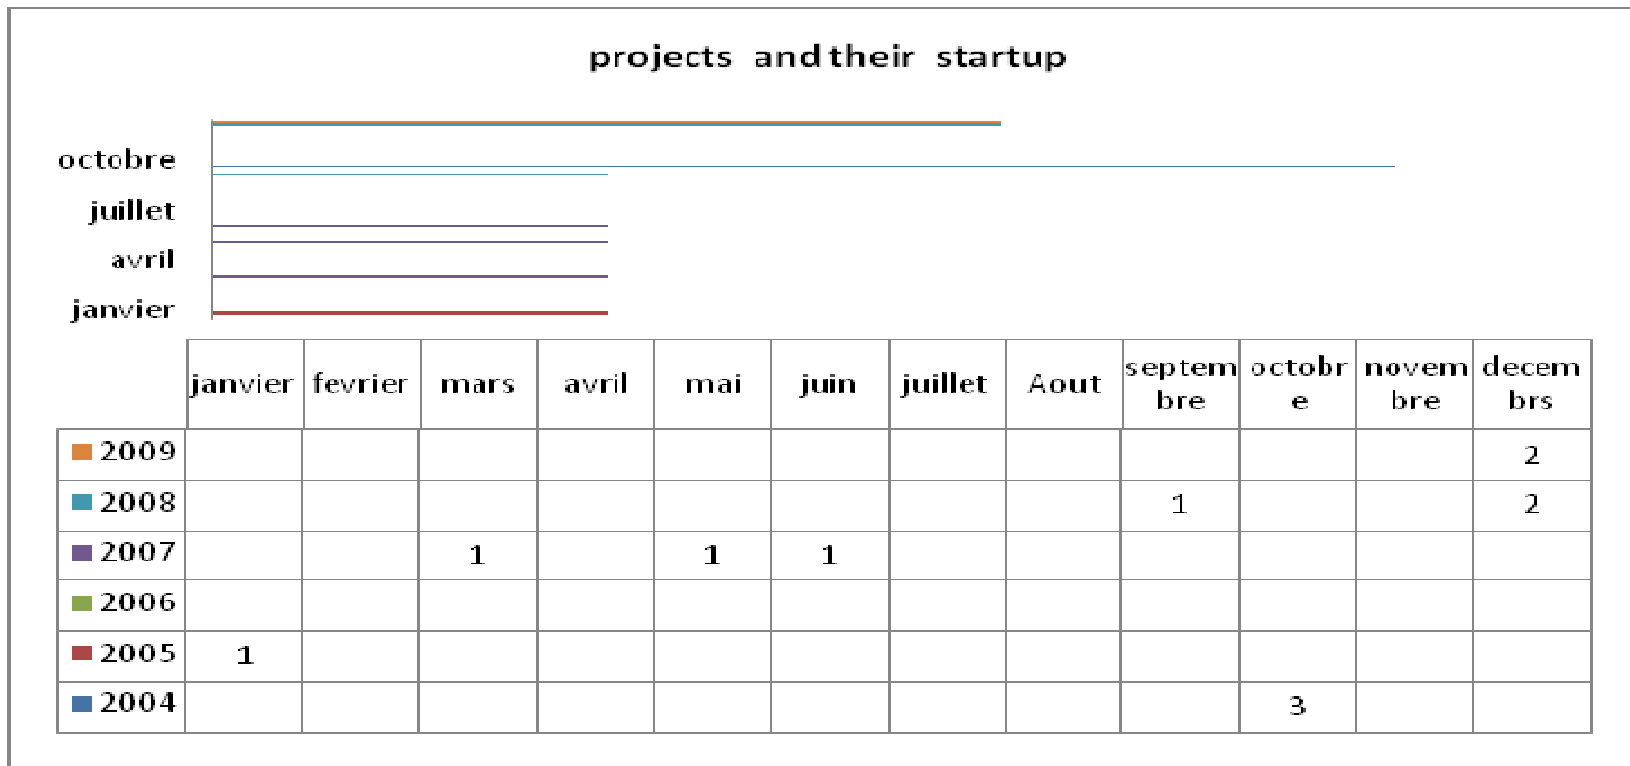 projects and their startup
octobre
juillet
avril
janvier
janvier fevrier mars avril mai juin juillet Aout septem octobr novem decem
bre e bre brs
2009 2
2008 1 2
2007 1 1 1
2006
2005 1
2004 3